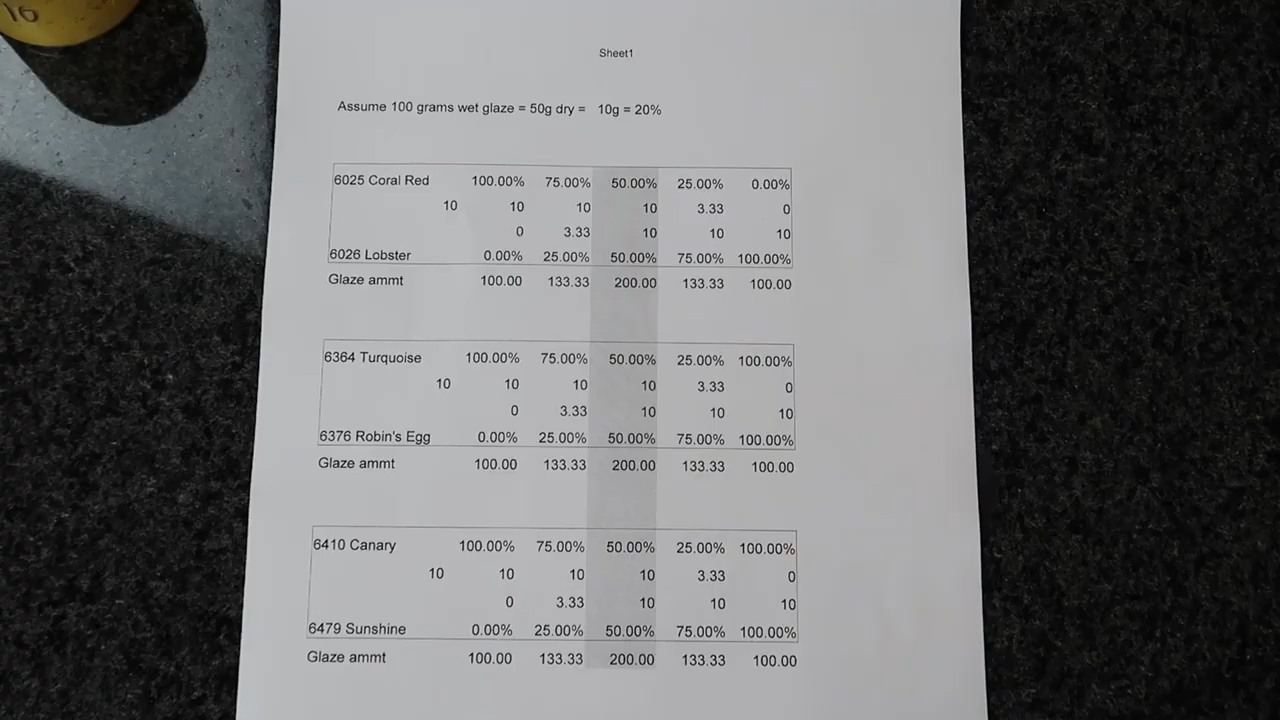 16
Sheet1
Assume 100 grams wet glaze = 50g dry = 10g = 20%
6025 Coral Red 100.00% 75.00% 50.00% 25.00% 0.00%
10 10 10 10 3.33 0
0 3.33 10 10 10
6026 Lobster 0.00% 25.00% 50.00% 75.00% 100.00%
Glaze ammt 100.00 133.33 200.00 133.33 100.00
6364 Turquoise 100.00% 75.00% 50.00% 25.00% 100.00%
10 10 10 10 3.33 0
0 3.33 10 10 10
6376 Robin's Egg 0.00% 25.00% 50.00% 75.00% 100.00%
Glaze ammt 100.00 133.33 200.00 133.33 100.00
6410 Canary 100.00% 75.00% 50.00% 25.00% 100.00%
10 10 10 10 3.33 0
0 3.33 10 10 10
6479 Sunshine 0.00% 25.00% 50.00% 75.00% 100.00%
Glaze ammt 100.00 133.33 200.00 133.33 100.00